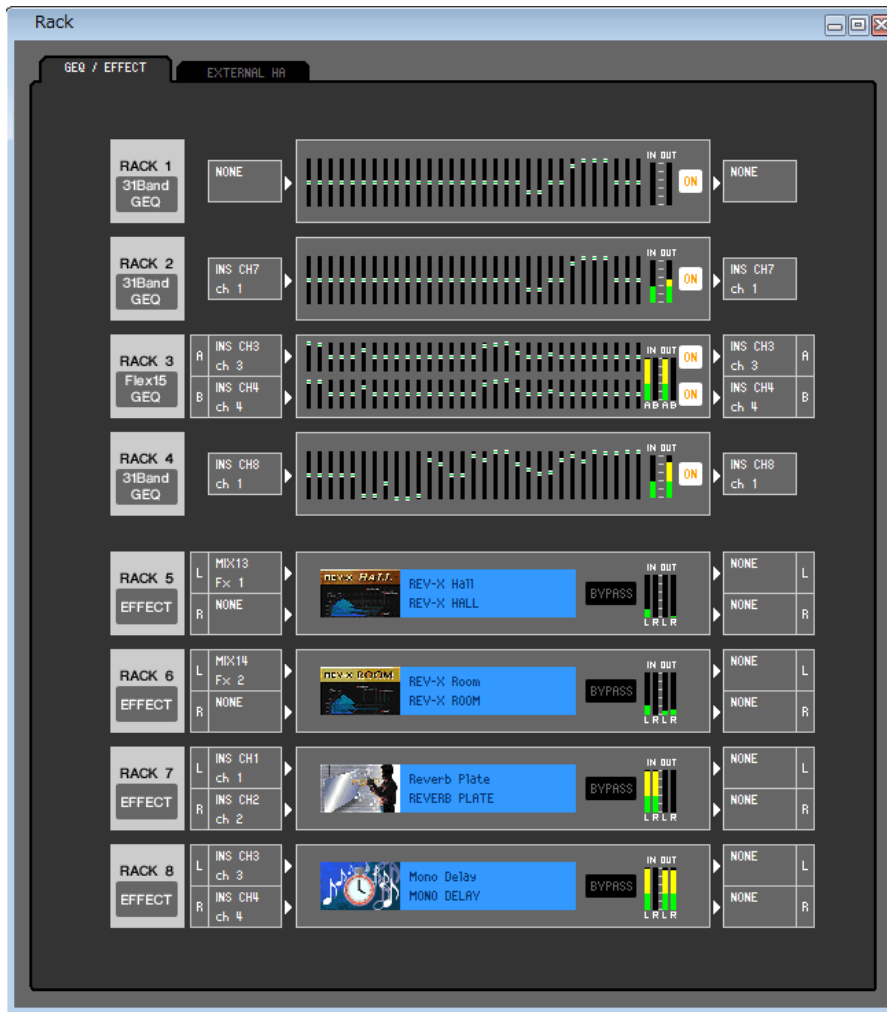 Rack
GEQ / EFFECT
EXTERNAL HA
RACK 1
31Band
GEQ
NONE
IN OUT
ON
NONE
RACK 2
31Band
GEQ
INS CH7
ch 1
IN OUT
ON
INS CH7
ch 1
RACK 3
Flex15
GEQ
A
INS CH3
ch 3
B
INS CH4
ch 4
IN OUT
ON
ON
A B A B
INS CH3
ch 3
A
INS CH4
ch 4
B
RACK 4
31Band
GEQ
INS CH8
ch 1
IN OUT
ON
INS CH8
ch 1
RACK 5
EFFECT
L
MIX13
Fx 1
R
NONE
REV-X HALL
REV-X Hall
REV-X HALL
BYPASS
IN OUT
L R L R
NONE
L
NONE
R
RACK 6
EFFECT
L
MIX14
Fx 2
R
NONE
REV-X ROOM
REV-X Room
REV-X ROOM
BYPASS
IN OUT
L R L R
NONE
L
NONE
R
RACK 7
EFFECT
L
INS CH1
ch 1
R
INS CH2
ch 2
Reverb Plate
REVERB PLATE
BYPASS
IN OUT
L R L R
NONE
L
NONE
R
RACK 8
EFFECT
L
INS CH3
ch 3
R
INS CH4
ch 4
Mono Delay
MONO DELAY
BYPASS
IN OUT
L R L R
NONE
L
NONE
R